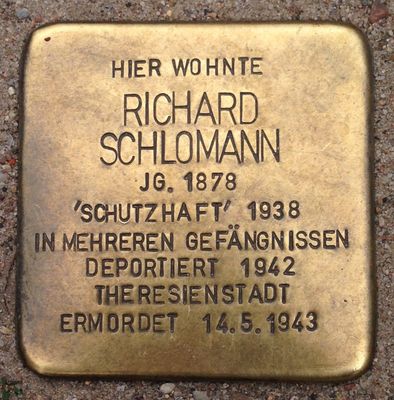 HIER WOHNTE
RICHARD
SCHLOMANN
JG. 1878
'SCHUTZHAFT' 1938
IN MEHREREN GEFÄNGNISSEN
DEPORTIERT 1942
THERESIENSTADT
ERMORDET 14.5.1943